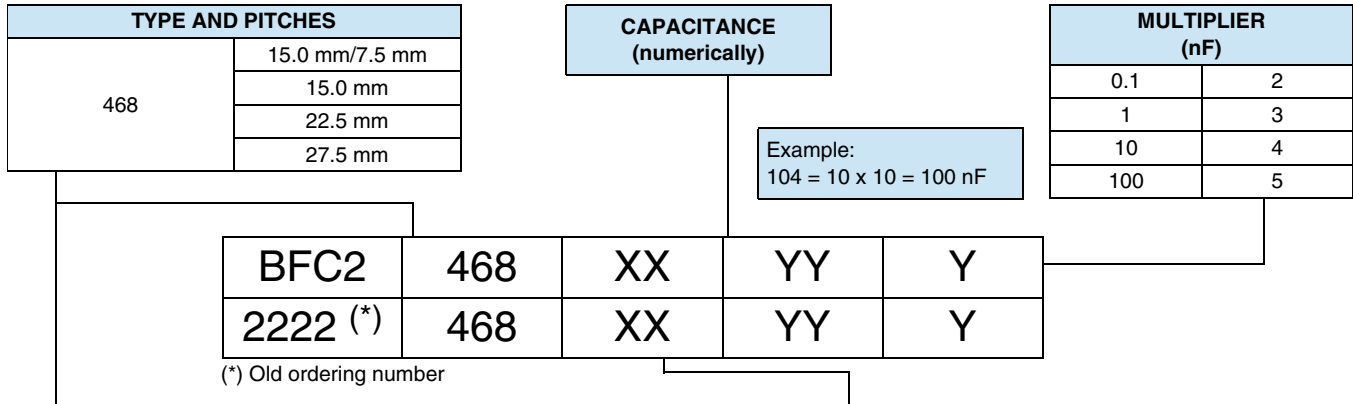 TYPE AND PITCHES
468
15.0 mm/7.5 mm
15.0 mm
22.5 mm
27.5 mm
CAPACITANCE
(numerically)
MULTIPLIER
(nF)
0.1 2
1 3
10 4
100 5
Example:
104 = 10 x 10 = 100 nF
BFC2 468 XX YY Y
2222 (*) 468 XX YY Y
(*) Old ordering number